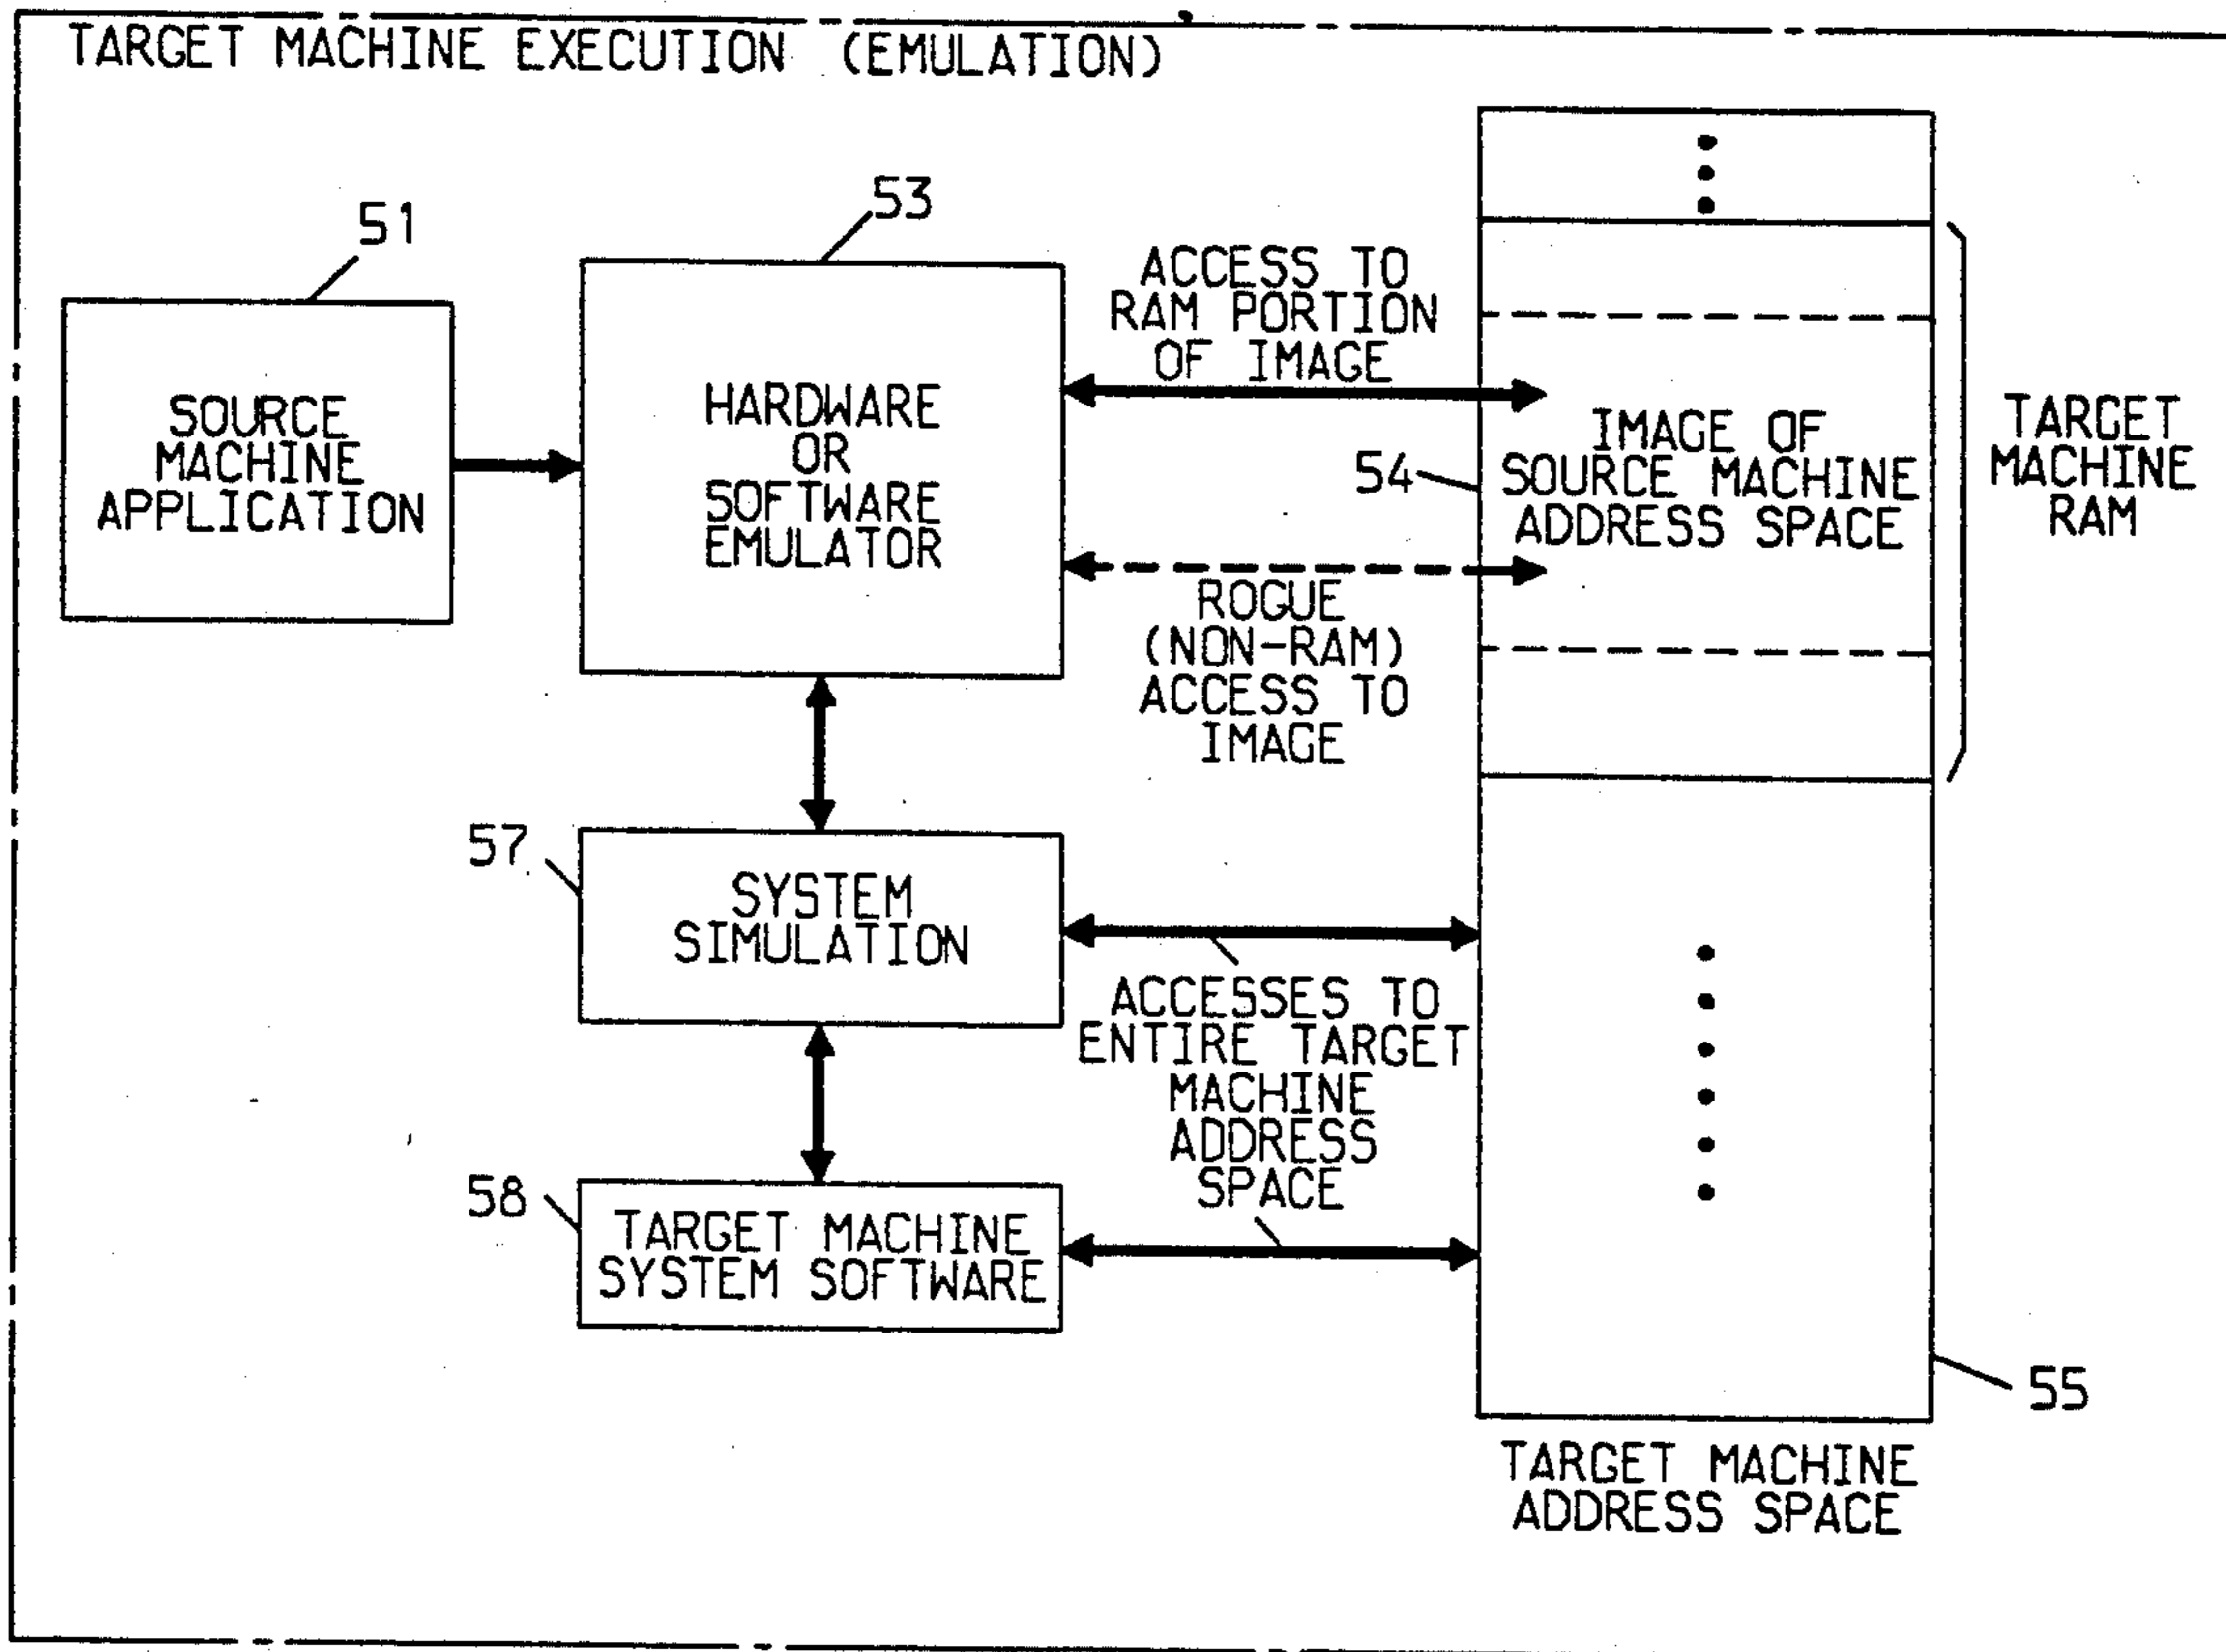 TARGET MACHINE EXECUTION (EMULATION)
51
SOURCE
MACHINE
APPLICATION
53
HARDWARE
OR
SOFTWARE
EMULATOR
ACCESS TO
RAM PORTION
OF IMAGE
ROGUE
(NON-RAM)
ACCESS TO
IMAGE
54
IMAGE OF
SOURCE MACHINE
ADDRESS SPACE
TARGET
MACHINE
RAM
57
SYSTEM
SIMULATION
ACCESSES TO
ENTIRE TARGET
MACHINE
ADDRESS
SPACE
58
TARGET MACHINE
SYSTEM SOFTWARE
55
TARGET MACHINE
ADDRESS SPACE